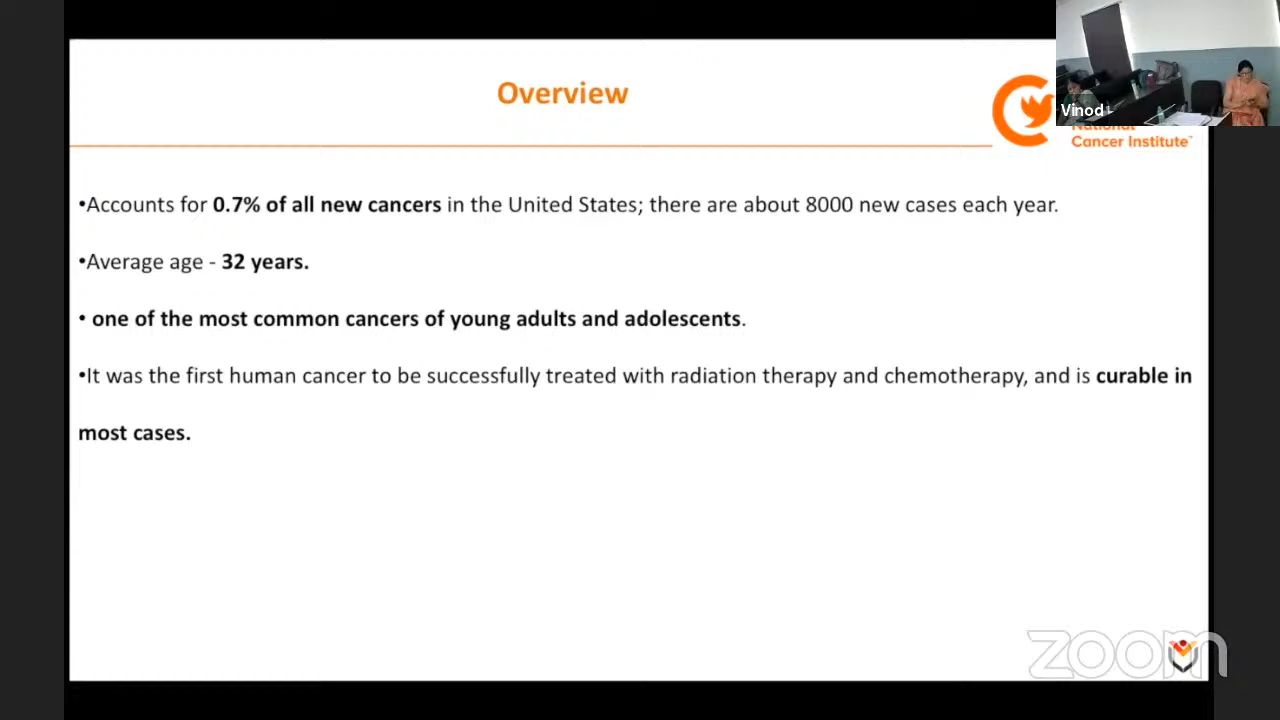 Overview
Vinod
National
Cancer Institute™
•Accounts for 0.7% of all new cancers in the United States; there are about 8000 new cases each year.
•Average age - 32 years.
• one of the most common cancers of young adults and adolescents.
•It was the first human cancer to be successfully treated with radiation therapy and chemotherapy, and is curable in
most cases.
zoom